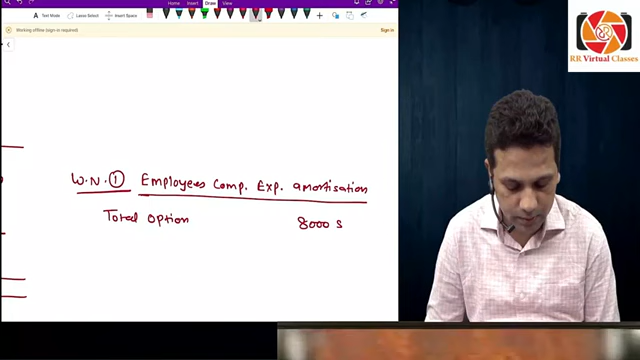 Home Insert Draw View
Text Mode Lasso Select Insert Space
Working offline (sign-in required) Sign in
RR Virtual Classes
W.N. ① Employees Comp. Exp. amortisation
Total Option 8000 s